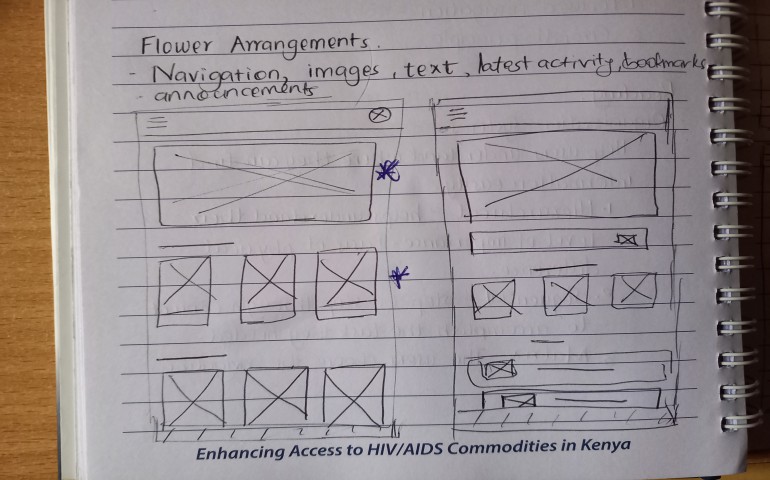 Flower Arrangements.
- Navigation, images, text, latest activity, bookmarks
- announcements
Enhancing Access to HIV/AIDS Commodities in Kenya